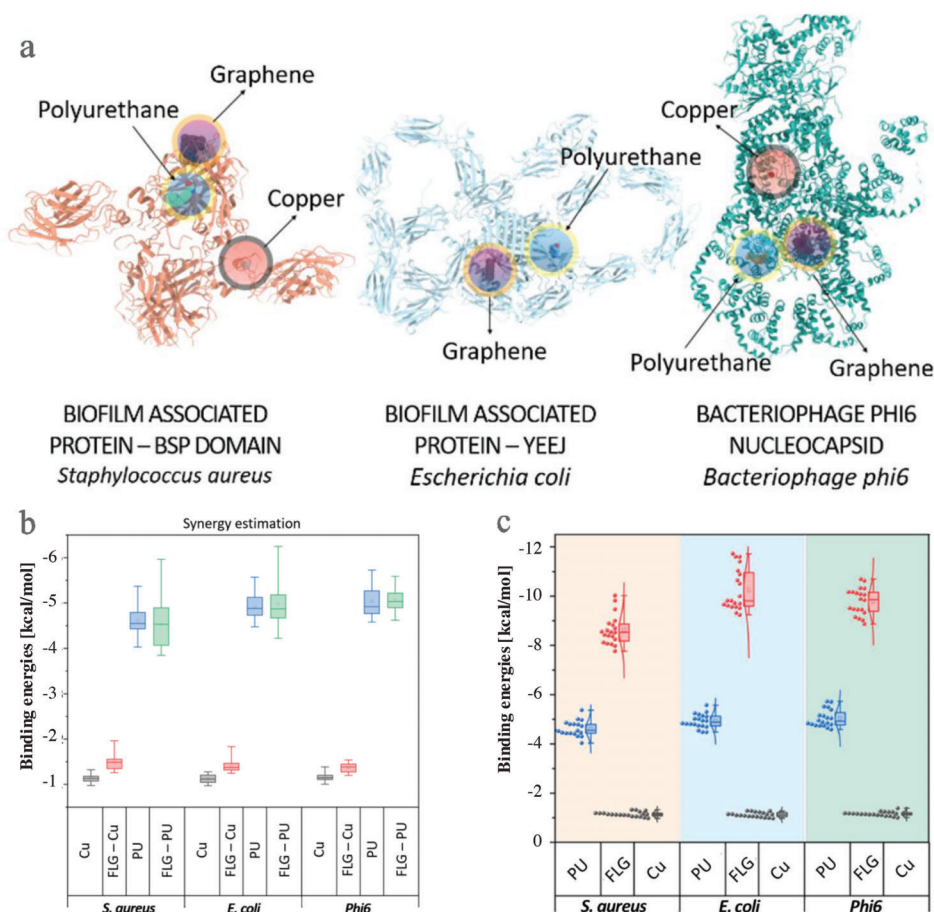 a
Graphene
Polyurethane
Copper
Polyurethane
Graphene
Copper
Polyurethane
Graphene
BIOFILM ASSOCIATED
PROTEIN – BSP DOMAIN
Staphylococcus aureus
BIOFILM ASSOCIATED
PROTEIN – YEEJ
Escherichia coli
BACTERIOPHAGE PHI6
NUCLEOCAPSID
Bacteriophage phi6
b
Synergy estimation
Binding energies [kcal/mol]
-6
-5
-4
-3
-2
-1
Cu
FLG – Cu
PU
FLG – PU
Cu
FLG – Cu
PU
FLG – PU
Cu
FLG – Cu
PU
FLG – PU
S. aureus
E. coli
Phi6
c
Binding energies [kcal/mol]
-12
-10
-8
-6
-4
-2
0
PU
FLG
Cu
PU
FLG
Cu
PU
FLG
Cu
S. aureus
E. coli
Phi6